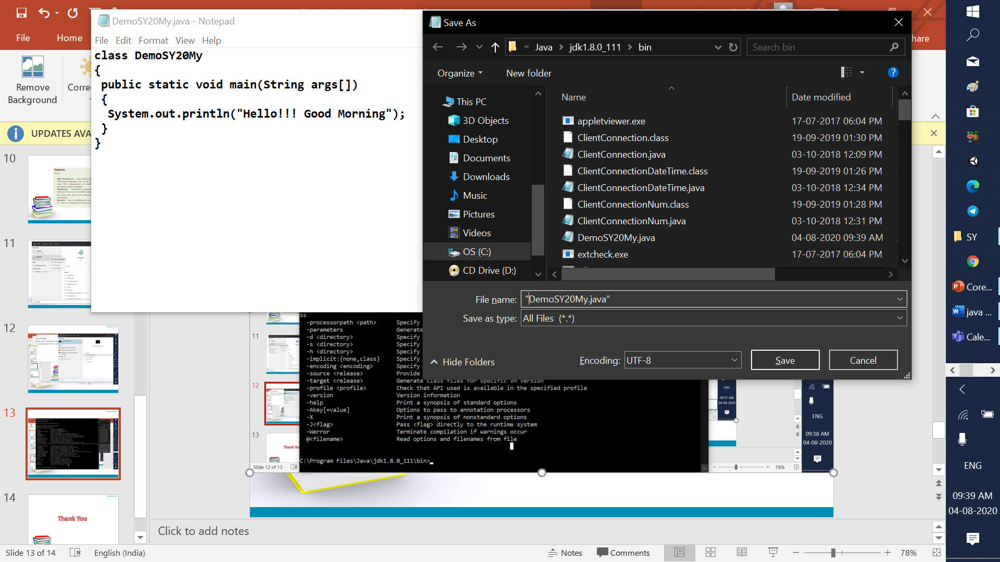 File
Home
Share
Remove
Background
UPDATES AVA
DemoSY20My.java - Notepad
File Edit Format View Help
class DemoSY20My
{
 public static void main(String args[])
 {
  System.out.println("Hello!!! Good Morning");
 }
}
Save As
« Java > jdk1.8.0_111 > bin
Search bin
Organize
New folder
This PC
3D Objects
Desktop
Documents
Downloads
Music
Pictures
Videos
OS (C:)
CD Drive (D:)
Name Date modified
appletviewer.exe 17-07-2017 06:04 PM
ClientConnection.class 19-09-2019 01:30 PM
ClientConnection.java 03-10-2018 12:09 PM
ClientConnectionDateTime.class 19-09-2019 01:26 PM
ClientConnectionDateTime.java 03-10-2018 12:34 PM
ClientConnectionNum.class 19-09-2019 01:28 PM
ClientConnectionNum.java 03-10-2018 12:31 PM
DemoSY20My.java 04-08-2020 09:39 AM
extcheck.exe 17-07-2017 06:04 PM
File name: "DemoSY20My.java"
Save as type: All Files (*.*)
Hide Folders
Encoding: UTF-8
Save
Cancel
10
Features
11
12
13
14
Thank You
11
12
13
Thank You
ss
-processorpath <path> Specify
-parameters Generate
-d <directory> Specify
-s <directory> Specify
-h <directory> Specify
-implicit:{none,class} Specify
-encoding <encoding> Specify
-source <release> Provide
-target <release> Generate class files for specific VM version
-profile <profile> Check that API used is available in the specified profile
-version Version information
-help Print a synopsis of standard options
-Akey[=value] Options to pass to annotation processors
-X Print a synopsis of nonstandard options
-J<flag> Pass <flag> directly to the runtime system
-Werror Terminate compilation if warnings occur
@<filename> Read options and filenames from file
C:\Program Files\Java\jdk1.8.0_111\bin>
Slide 12 of 13
78%
ENG
09:37 AM
04-08-2020
ENG
09:38 AM
04-08-2020
SY
Core...
java ...
Cale...
ENG
09:39 AM
04-08-2020
Click to add notes
Slide 13 of 14
English (India)
Notes
Comments
78%